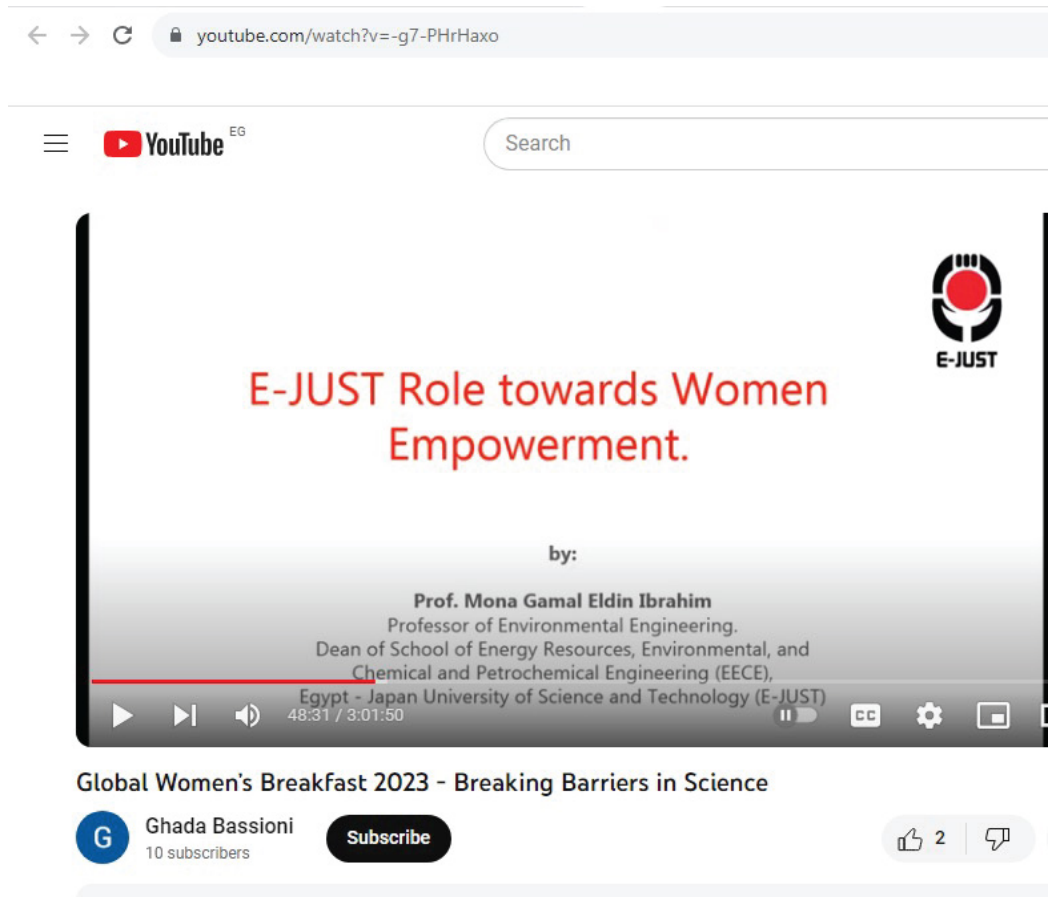 youtube.com/watch?v=-g7-PHrHaxo
YouTube EG
Search
E-JUST
E-JUST Role towards Women
Empowerment.
by:
Prof. Mona Gamal Eldin Ibrahim
Professor of Environmental Engineering.
Dean of School of Energy Resources, Environmental, and
Chemical and Petrochemical Engineering (EECE),
Egypt - Japan University of Science and Technology (E-JUST)
48:31 / 3:01:50
CC
Global Women's Breakfast 2023 - Breaking Barriers in Science
G
Ghada Bassioni
10 subscribers
Subscribe
2